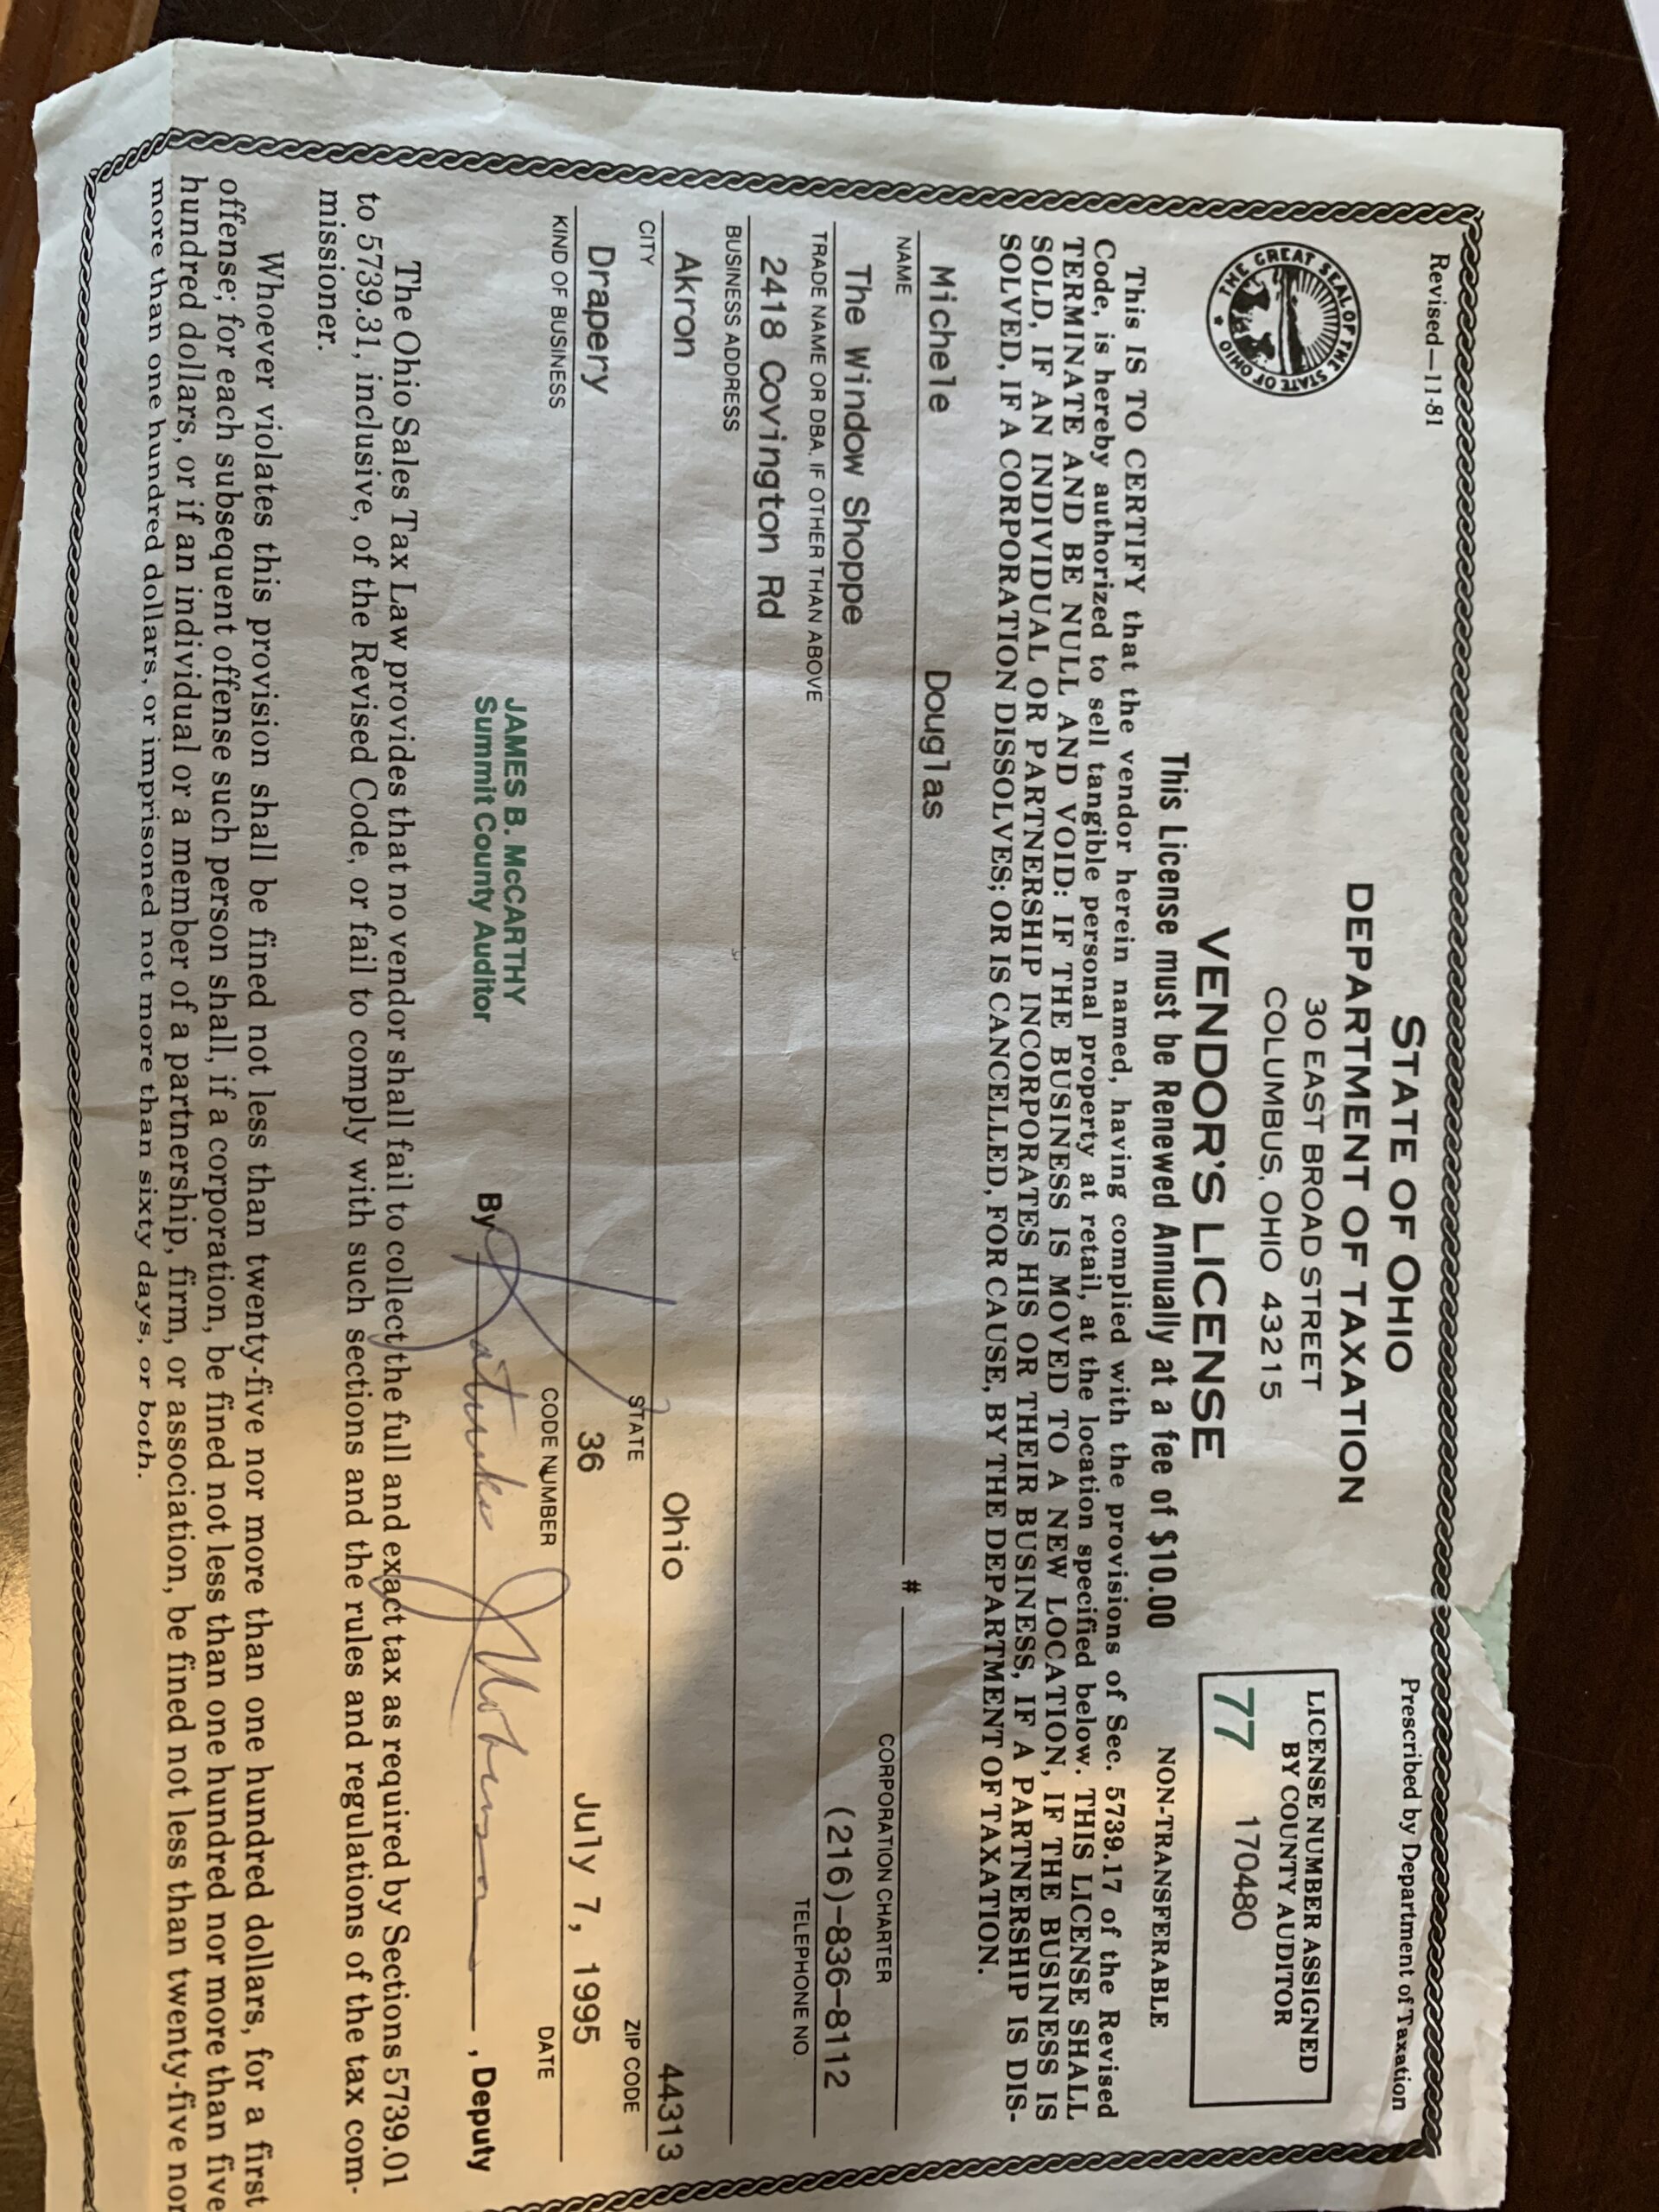 Revised—11-81
STATE OF OHIO
Prescribed by Department of Taxation
DEPARTMENT OF TAXATION
30 EAST BROAD STREET
COLUMBUS, OHIO 43215
THE GREAT SEAL OF THE STATE OF OHIO
LICENSE NUMBER ASSIGNED
BY COUNTY AUDITOR
77 170480
VENDOR'S LICENSE
This License must be Renewed Annually at a fee of $10.00
NON-TRANSFERABLE
This IS TO CERTIFY that the vendor herein named, having complied with the provisions of Sec. 5739.17 of the Revised
Code, is hereby authorized to sell tangible personal property at retail, at the location specified below. THIS LICENSE SHALL
TERMINATE AND BE NULL AND VOID: IF THE BUSINESS IS MOVED TO A NEW LOCATION, IF THE BUSINESS IS
SOLD, IF AN INDIVIDUAL OR PARTNERSHIP INCORPORATES HIS OR THEIR BUSINESS, IF A PARTNERSHIP IS DIS-
SOLVED, IF A CORPORATION DISSOLVES; OR IS CANCELLED, FOR CAUSE, BY THE DEPARTMENT OF TAXATION.
Michele Douglas #
NAME CORPORATION CHARTER
The Window Shoppe (216)-836-8112
TRADE NAME OR DBA, IF OTHER THAN ABOVE TELEPHONE NO.
2418 Covington Rd
BUSINESS ADDRESS
Akron Ohio 44313
CITY STATE ZIP CODE
Drapery 36 July 7, 1995
KIND OF BUSINESS CODE NUMBER DATE
JAMES B. McCARTHY
Summit County Auditor
By , Deputy
The Ohio Sales Tax Law provides that no vendor shall fail to collect the full and exact tax as required by Sections 5739.01
to 5739.31, inclusive, of the Revised Code, or fail to comply with such sections and the rules and regulations of the tax com-
missioner.
Whoever violates this provision shall be fined not less than twenty-five nor more than one hundred dollars, for a first
offense; for each subsequent offense such person shall, if a corporation, be fined not less than one hundred nor more than five
hundred dollars, or if an individual or a member of a partnership, firm, or association, be fined not less than twenty-five nor
more than one hundred dollars, or imprisoned not more than sixty days, or both.